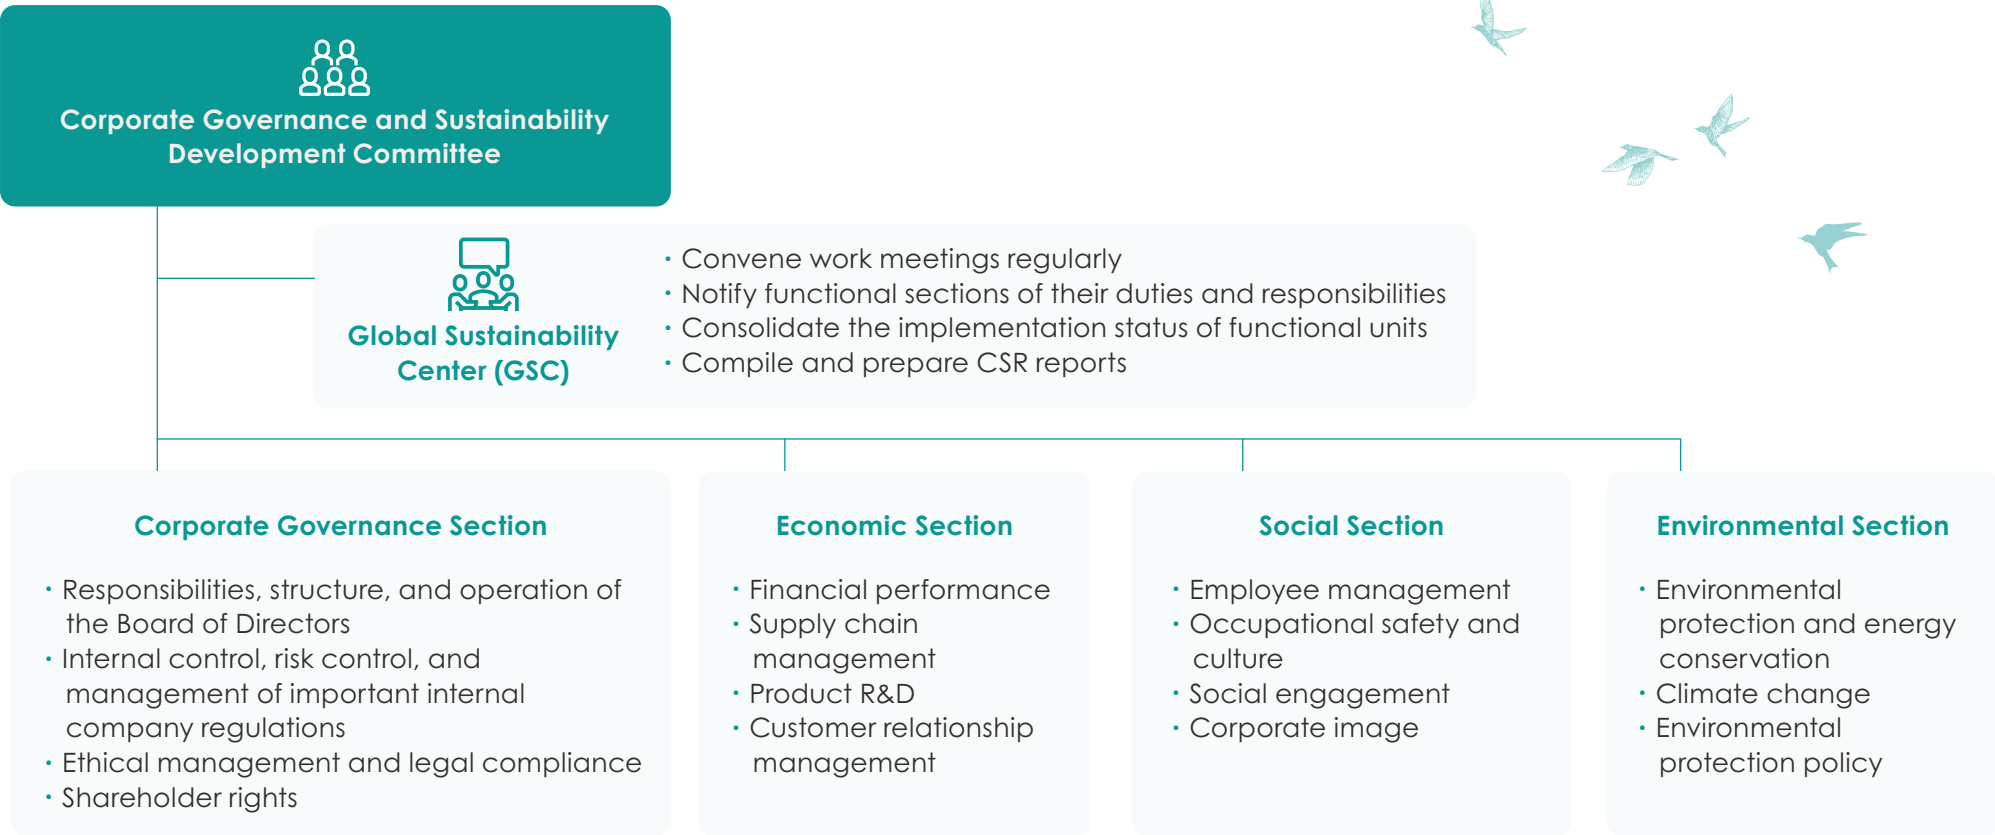 Corporate Governance and Sustainability
Development Committee
Global Sustainability
Center (GSC)
· Convene work meetings regularly
· Notify functional sections of their duties and responsibilities
· Consolidate the implementation status of functional units
· Compile and prepare CSR reports
Corporate Governance Section
· Responsibilities, structure, and operation of
the Board of Directors
· Internal control, risk control, and
management of important internal
company regulations
· Ethical management and legal compliance
· Shareholder rights
Economic Section
· Financial performance
· Supply chain
management
· Product R&D
· Customer relationship
management
Social Section
· Employee management
· Occupational safety and
culture
· Social engagement
· Corporate image
Environmental Section
· Environmental
protection and energy
conservation
· Climate change
· Environmental
protection policy